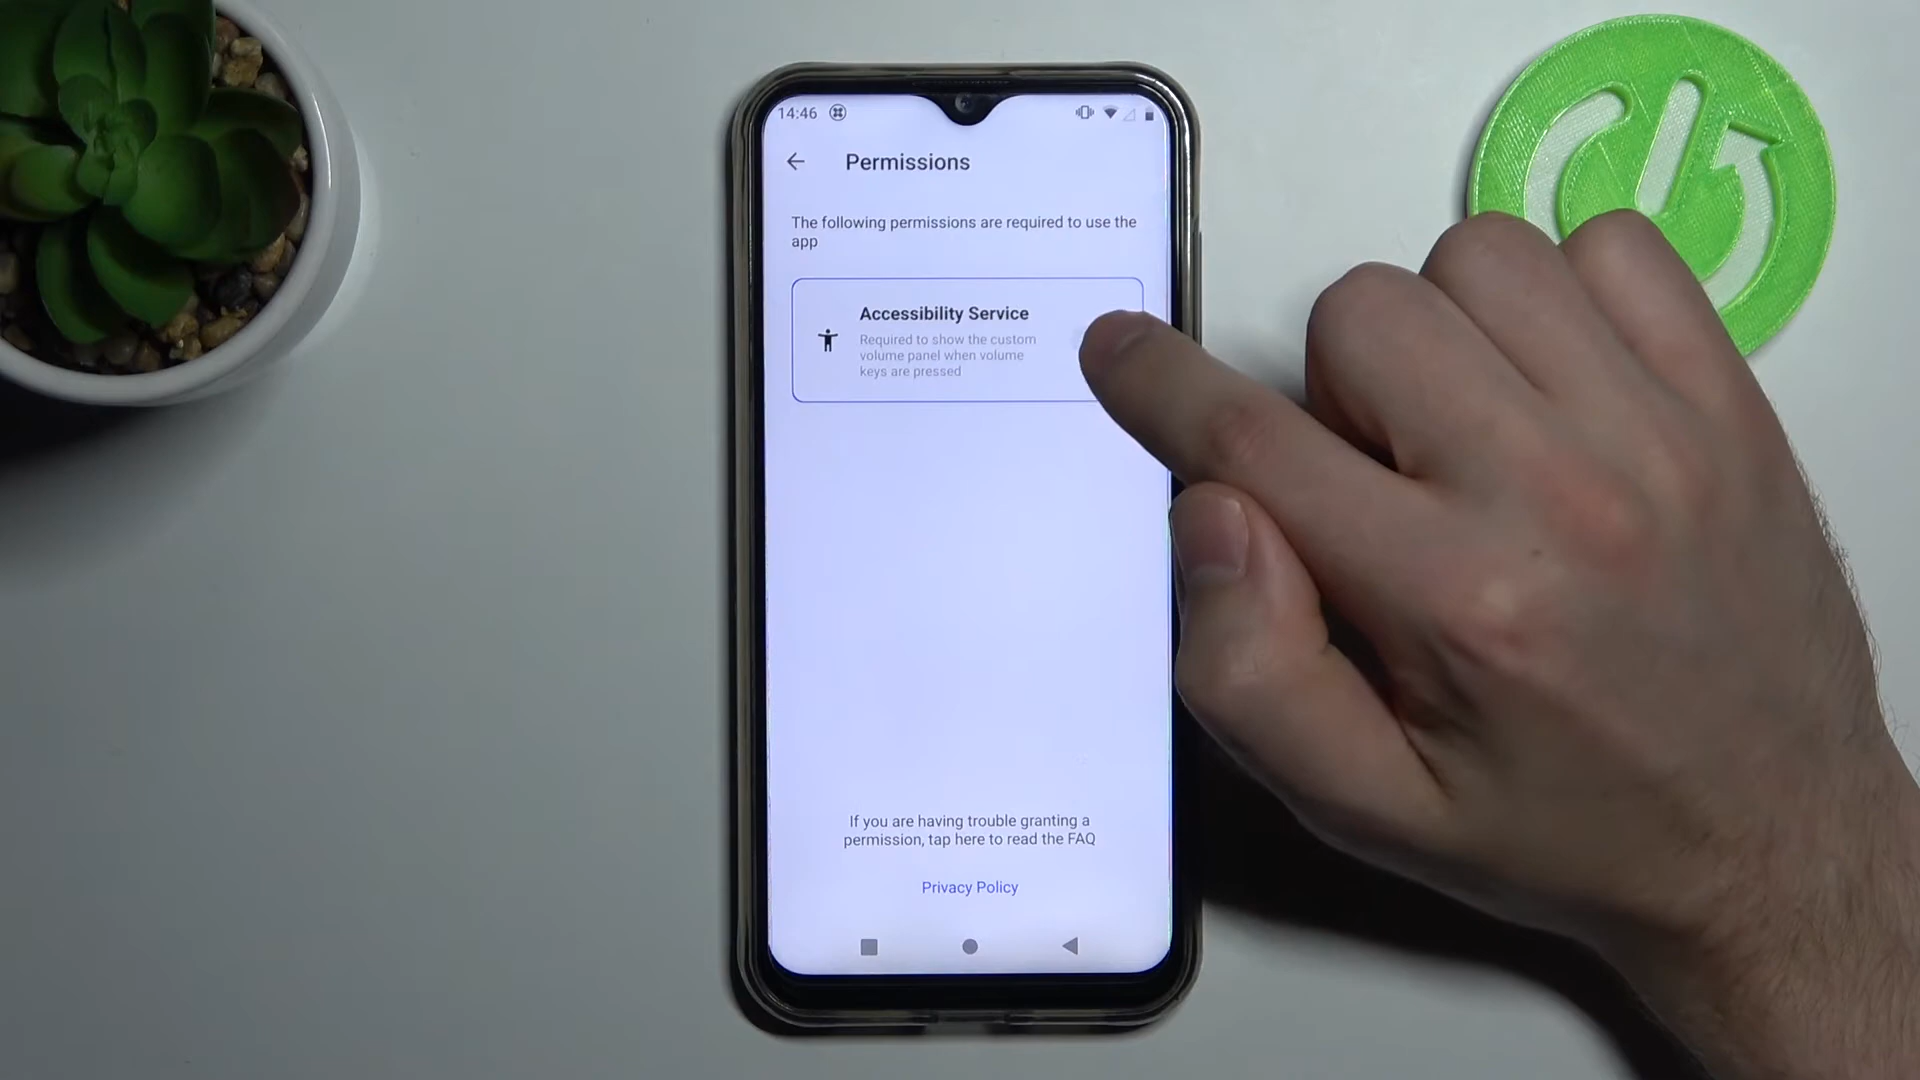 14:46
Permissions
The following permissions are required to use the
app
Accessibility Service
Required to show the custom
volume panel when volume
keys are pressed
If you are having trouble granting a
permission, tap here to read the FAQ
Privacy Policy